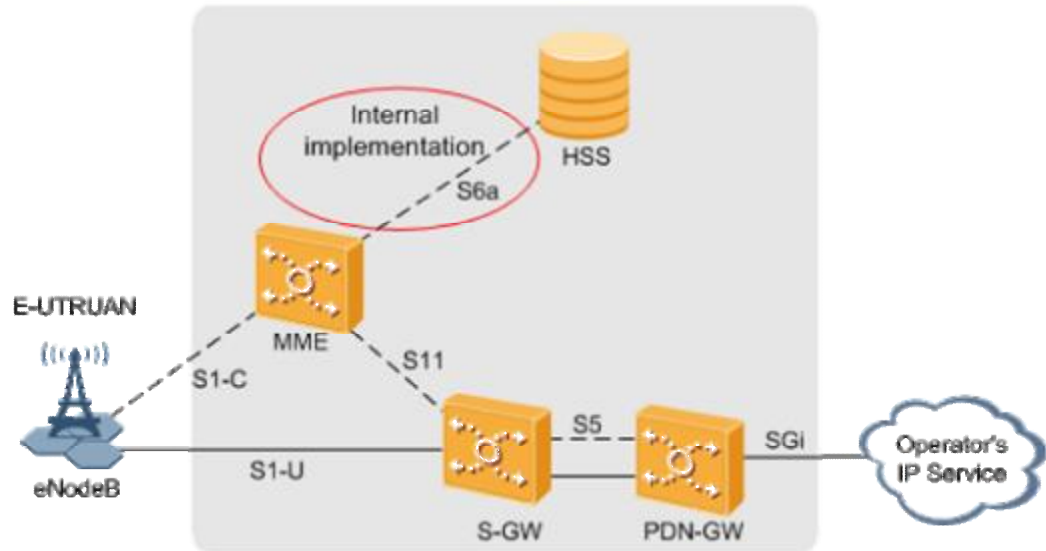 Internal
implementation
HSS
S6a
E-UTRUAN
MME
S11
S1-C
S5
SGi
Operator's
IP Service
S1-U
eNodeB
S-GW
PDN-GW